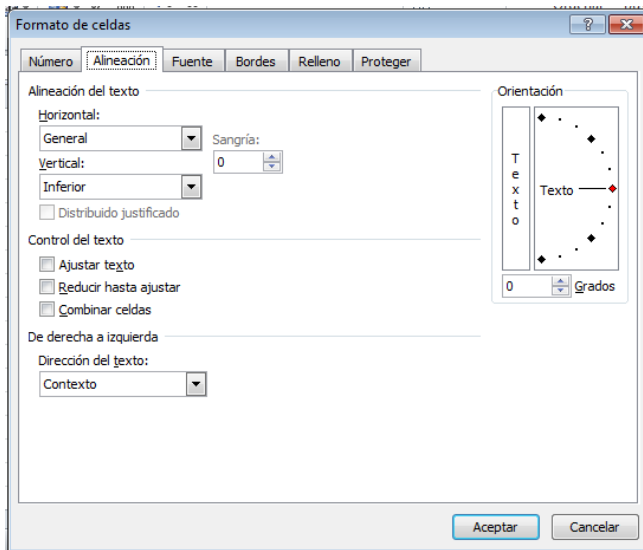 Formato de celdas
Número Alineación Fuente Bordes Relleno Proteger
Alineación del texto
Horizontal:
General
Sangría:
Vertical:
0
Inferior
Distribuido justificado
Control del texto
Ajustar texto
Reducir hasta ajustar
Combinar celdas
De derecha a izquierda
Dirección del texto:
Contexto
Orientación
Texto
Texto
0 Grados
Aceptar Cancelar